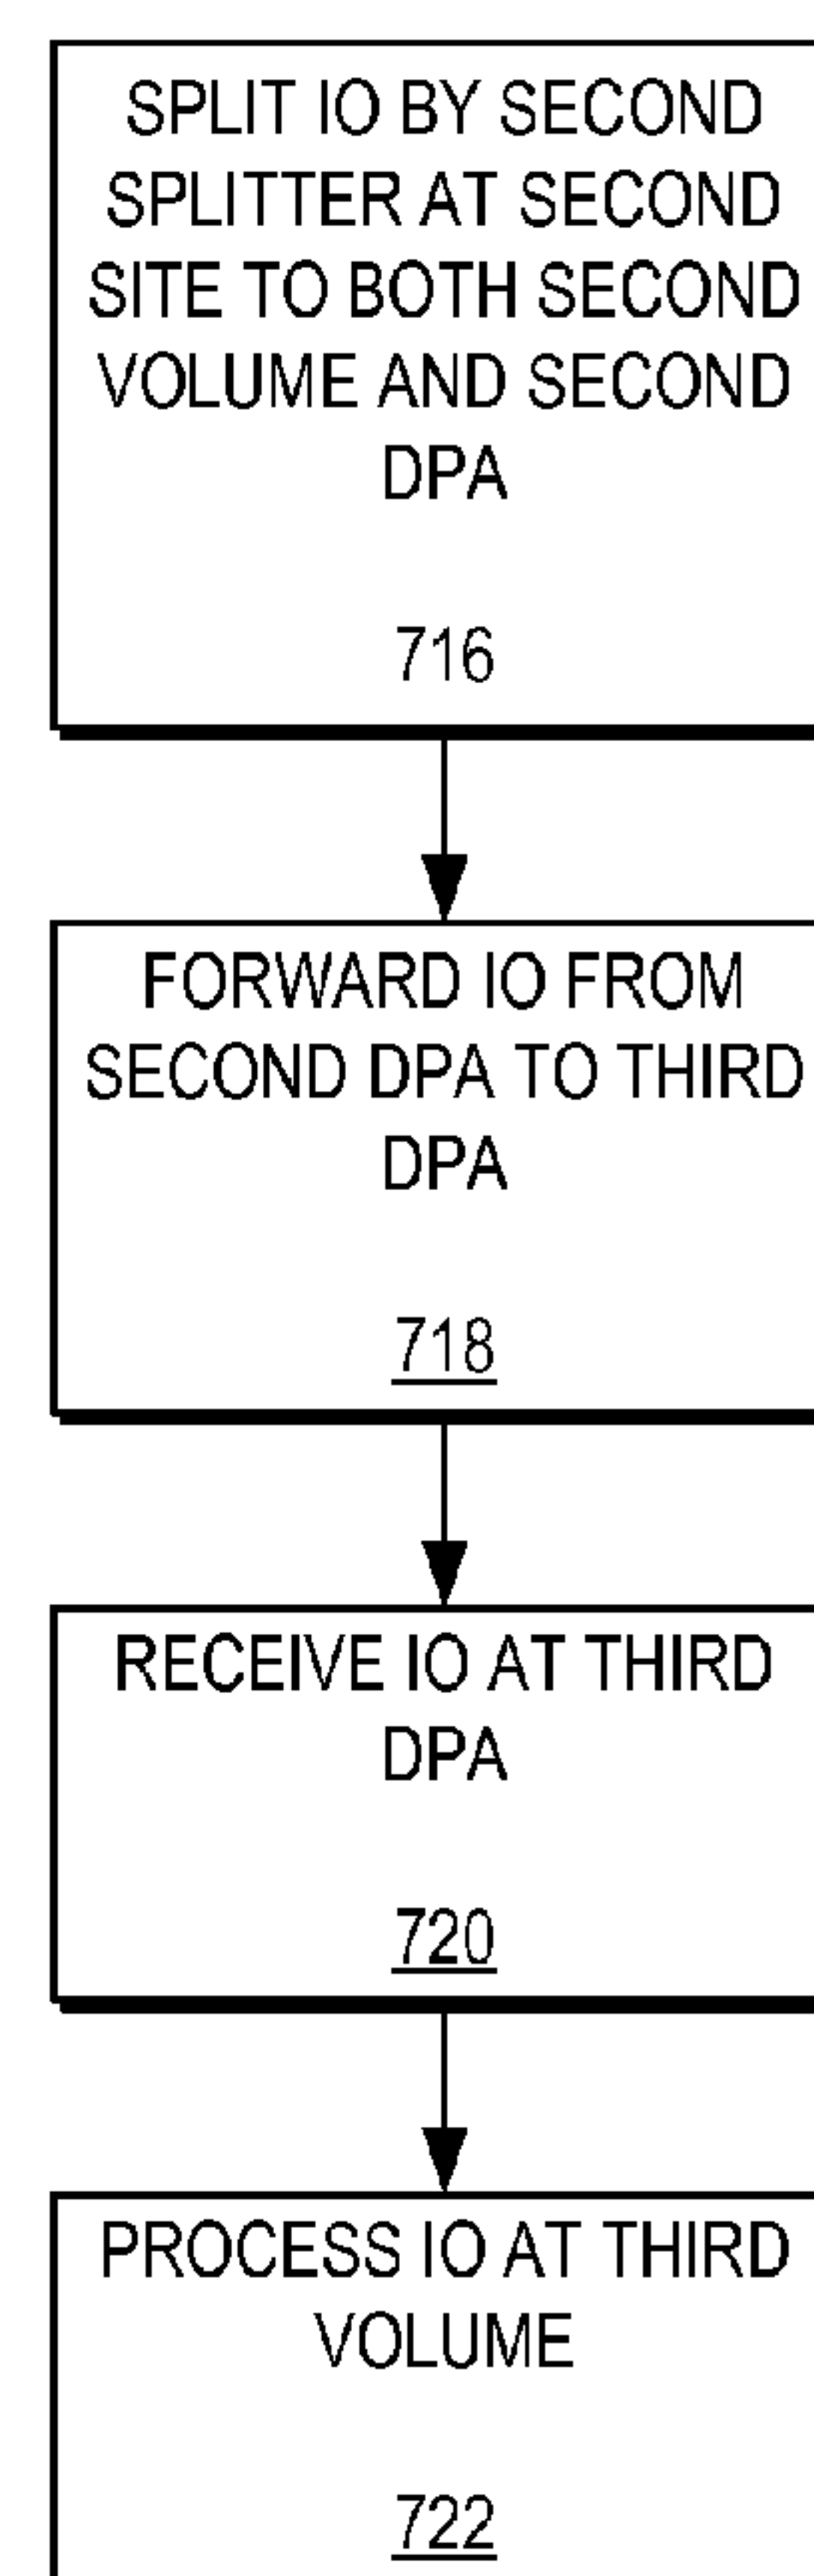 SPLIT IO BY SECOND
SPLITTER AT SECOND
SITE TO BOTH SECOND
VOLUME AND SECOND
DPA
716
FORWARD IO FROM
SECOND DPA TO THIRD
DPA
718
RECEIVE IO AT THIRD
DPA
720
PROCESS IO AT THIRD
VOLUME
722